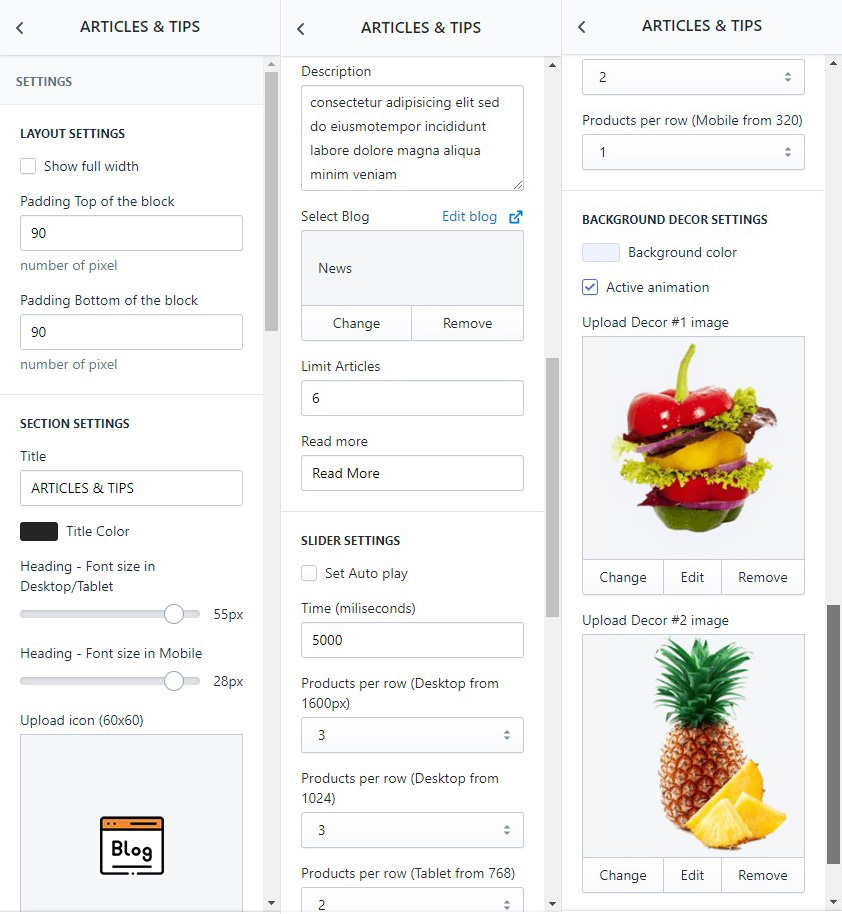 ARTICLES & TIPS
SETTINGS
LAYOUT SETTINGS
Show full width
Padding Top of the block
90
number of pixel
Padding Bottom of the block
90
number of pixel
SECTION SETTINGS
Title
ARTICLES & TIPS
Title Color
Heading - Font size in
Desktop/Tablet
55px
Heading - Font size in Mobile
28px
Upload icon (60x60)
Blog
ARTICLES & TIPS
Description
consectetur adipisicing elit sed
do eiusmotempor incididunt
labore dolore magna aliqua
minim veniam
Select Blog Edit blog
News
Change Remove
Limit Articles
6
Read more
Read More
SLIDER SETTINGS
Set Auto play
Time (miliseconds)
5000
Products per row (Desktop from
1600px)
3
Products per row (Desktop from
1024)
3
Products per row (Tablet from 768)
2
ARTICLES & TIPS
2
Products per row (Mobile from 320)
1
BACKGROUND DECOR SETTINGS
Background color
Active animation
Upload Decor #1 image
Change Edit Remove
Upload Decor #2 image
Change Edit Remove